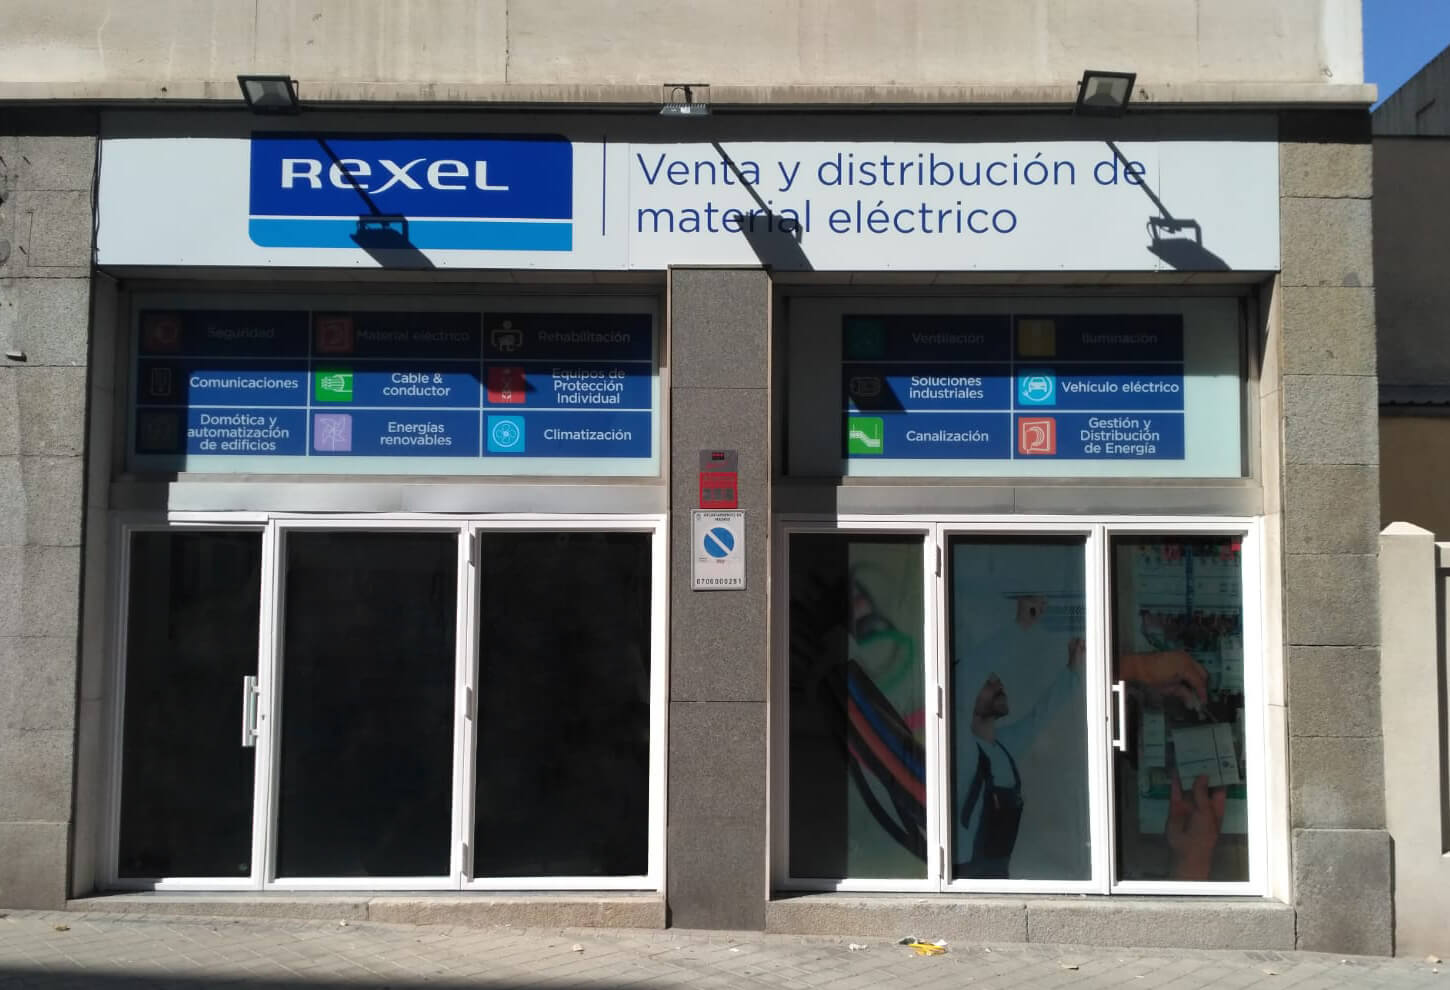 Rexel
Venta y distribución de
material eléctrico
Seguridad
Material eléctrico
Rehabilitación
Comunicaciones
Cable &
conductor
Equipos de
Protección
Individual
Domótica y
automatización
de edificios
Energías
renovables
Climatización
Ventilación
Iluminación
Soluciones
industriales
Vehículo eléctrico
Canalización
Gestión y
Distribución
de Energía